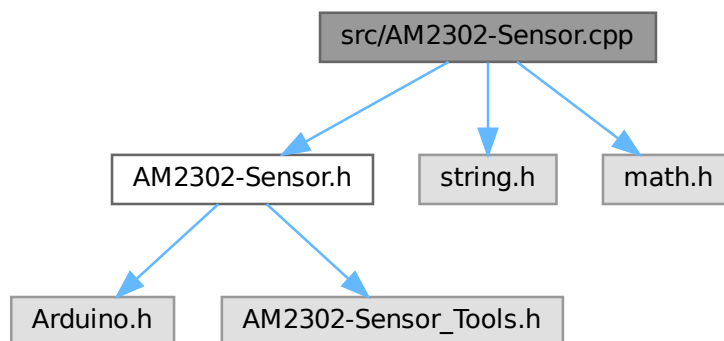 src/AM2302-Sensor.cpp
AM2302-Sensor.h
string.h
math.h
Arduino.h
AM2302-Sensor_Tools.h